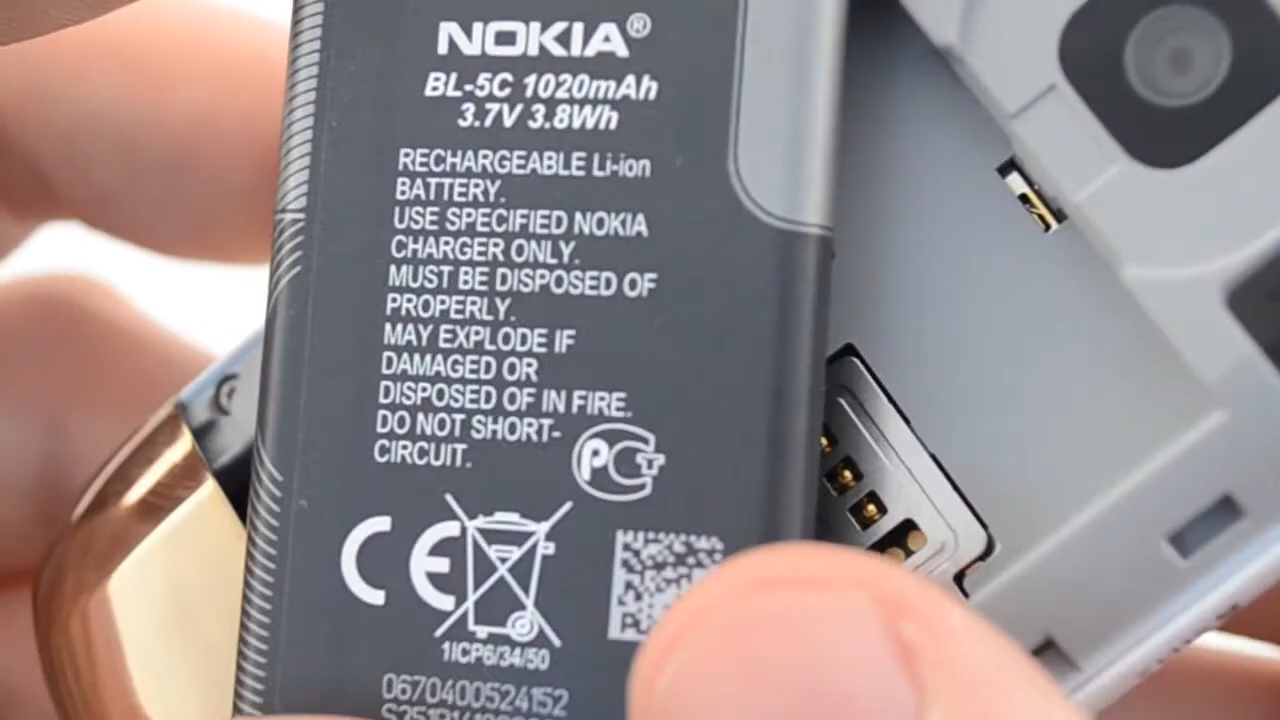 NOKIA®
BL-5C 1020mAh
3.7V 3.8Wh
RECHARGEABLE Li-ion
BATTERY.
USE SPECIFIED NOKIA
CHARGER ONLY.
MUST BE DISPOSED OF
PROPERLY.
MAY EXPLODE IF
DAMAGED OR
DISPOSED OF IN FIRE.
DO NOT SHORT-
CIRCUIT.
РСТ
CE
1ICP6/34/50
0670400524152